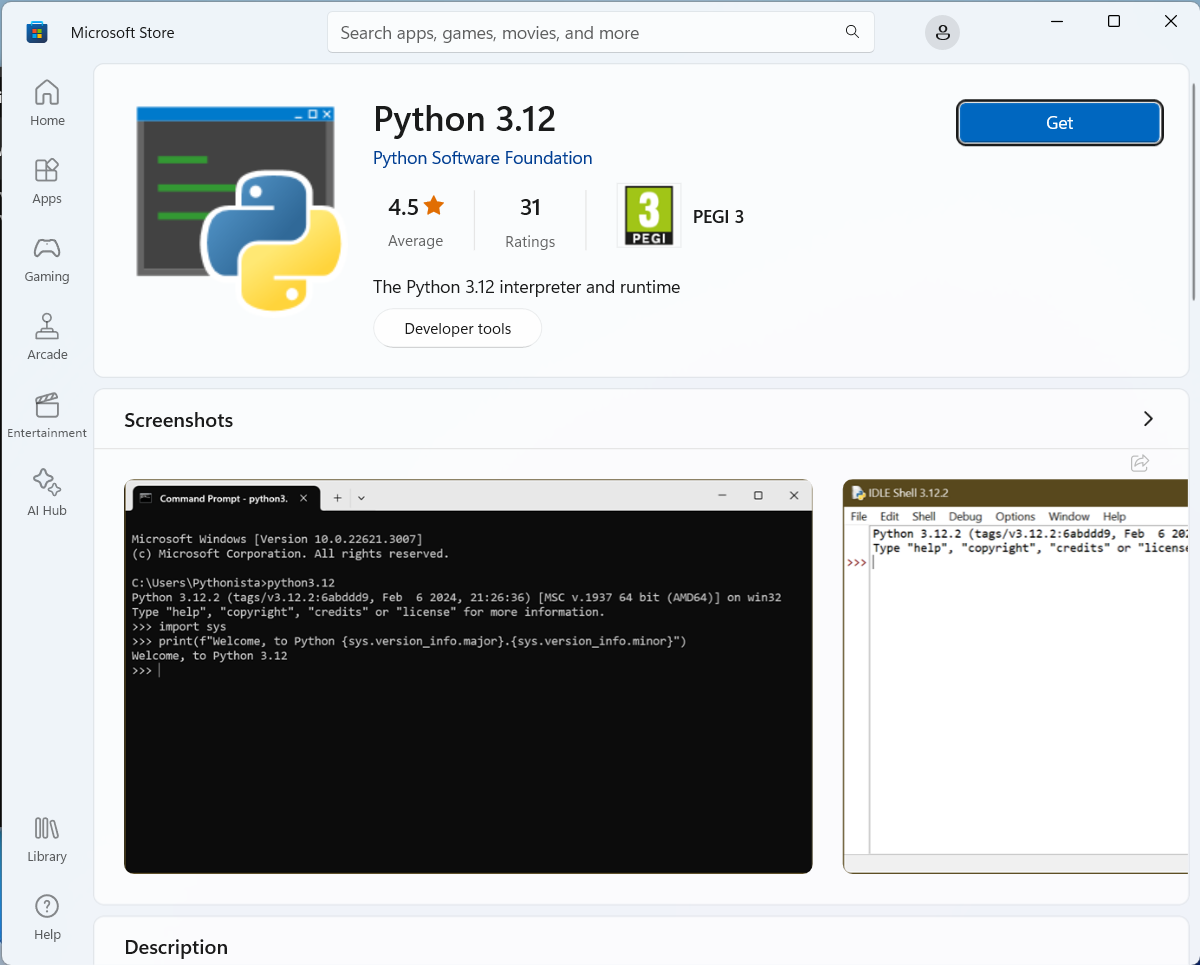 Microsoft Store
Search apps, games, movies, and more
Home
Apps
Gaming
Arcade
Entertainment
AI Hub
Library
Help
Python 3.12
Get
Python Software Foundation
4.5
Average
31
Ratings
3
PEGI
PEGI 3
The Python 3.12 interpreter and runtime
Developer tools
Screenshots
Command Prompt - python3.
Microsoft Windows [Version 10.0.22621.3007]
(c) Microsoft Corporation. All rights reserved.
C:\Users\Pythonista>python3.12
Python 3.12.2 (tags/v3.12.2:6abddd9, Feb  6 2024, 21:26:36) [MSC v.1937 64 bit (AMD64)] on win32
Type "help", "copyright", "credits" or "license" for more information.
>>> import sys
>>> print(f"Welcome, to Python {sys.version_info.major}.{sys.version_info.minor}")
Welcome, to Python 3.12
>>>
IDLE Shell 3.12.2
File Edit Shell Debug Options Window Help
Python 3.12.2 (tags/v3.12.2:6abddd9, Feb  6 202
Type "help", "copyright", "credits" or "license
>>>
Description